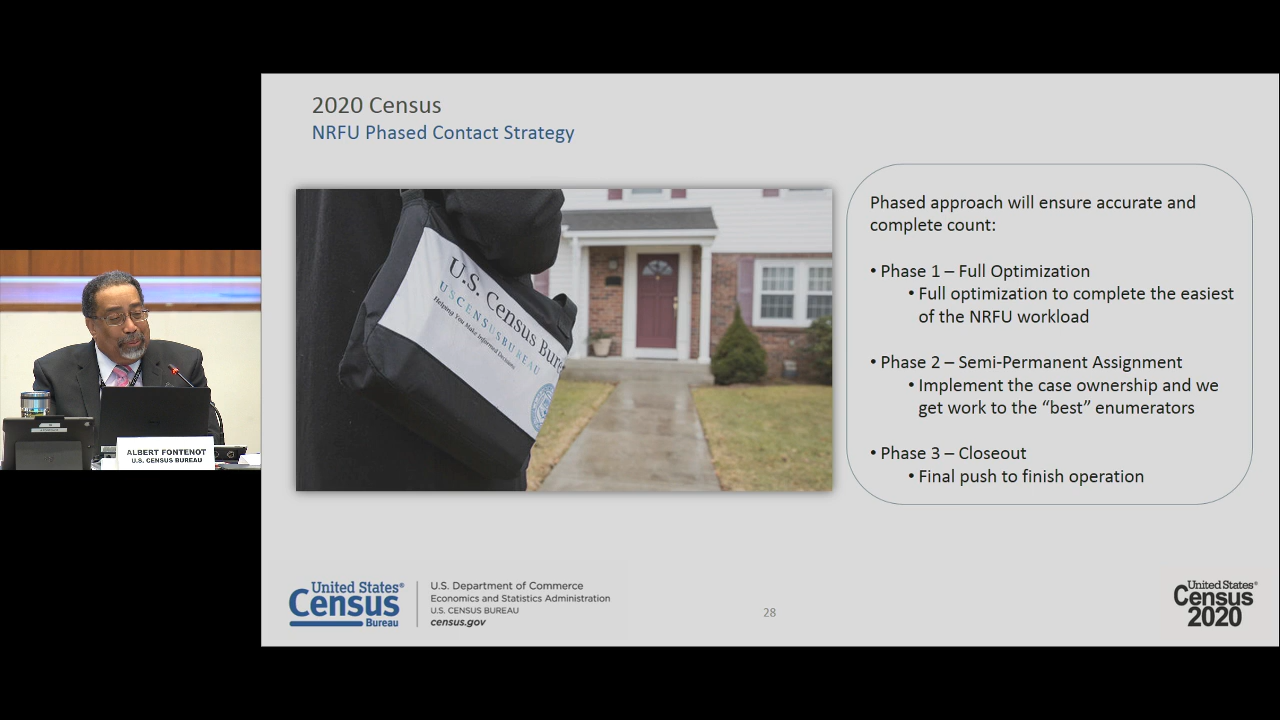 2020 Census
NRFU Phased Contact Strategy
U.S. Census Bure
U S C E N S U S B U R E A U
Helping You Make Informed Decisions
Phased approach will ensure accurate and
complete count:
• Phase 1 – Full Optimization
• Full optimization to complete the easiest
of the NRFU workload
• Phase 2 – Semi-Permanent Assignment
• Implement the case ownership and we
get work to the “best” enumerators
• Phase 3 – Closeout
• Final push to finish operation
ALBERT FONTENOT
U.S. CENSUS BUREAU
United States®
Census
Bureau
U.S. Department of Commerce
Economics and Statistics Administration
U.S. CENSUS BUREAU
census.gov
28
United States®
Census
2020